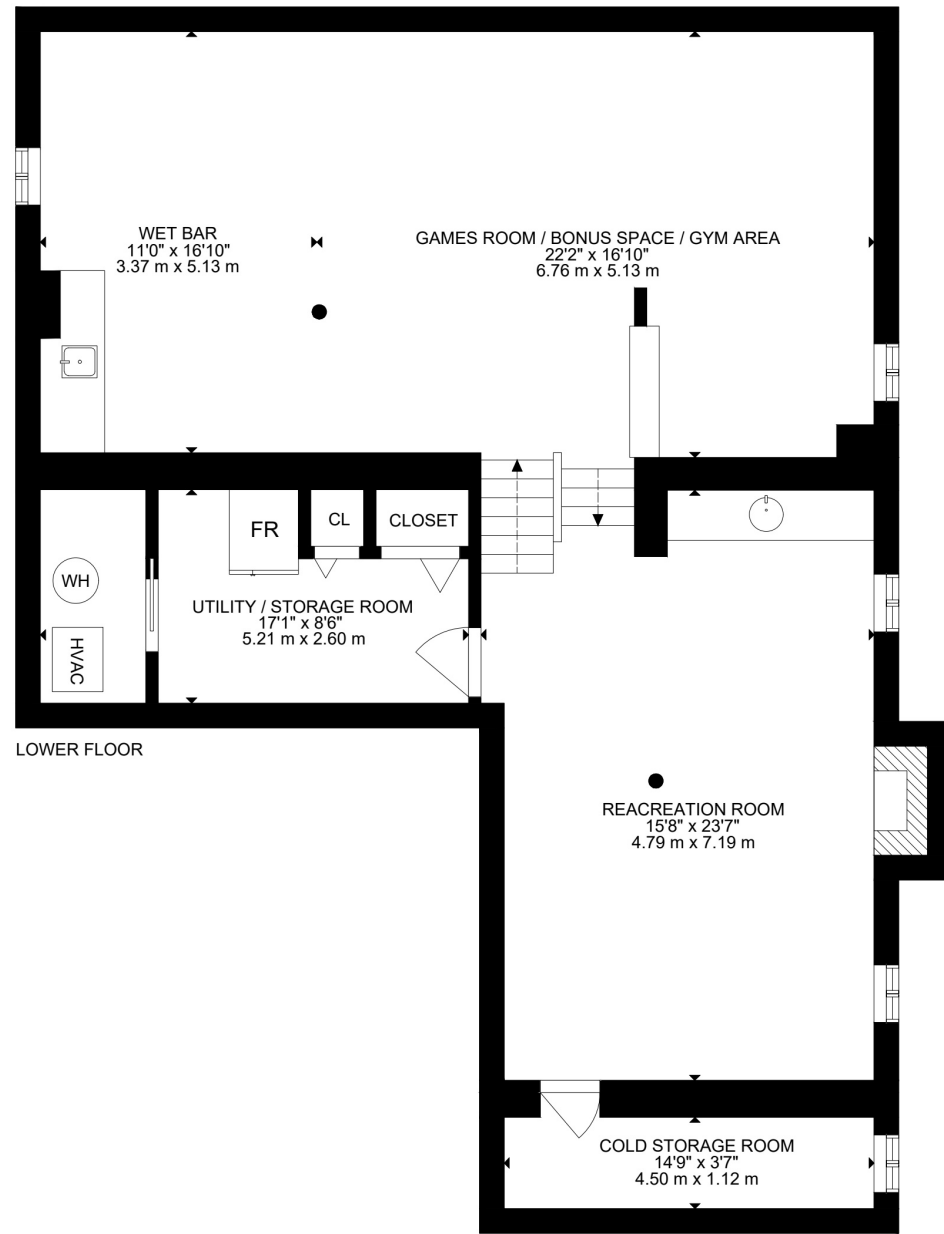 WET BAR
11'0" x 16'10"
3.37 m x 5.13 m
GAMES ROOM / BONUS SPACE / GYM AREA
22'2" x 16'10"
6.76 m x 5.13 m
FR
CL
CLOSET
WH
HVAC
UTILITY / STORAGE ROOM
17'1" x 8'6"
5.21 m x 2.60 m
LOWER FLOOR
REACREATION ROOM
15'8" x 23'7"
4.79 m x 7.19 m
COLD STORAGE ROOM
14'9" x 3'7"
4.50 m x 1.12 m